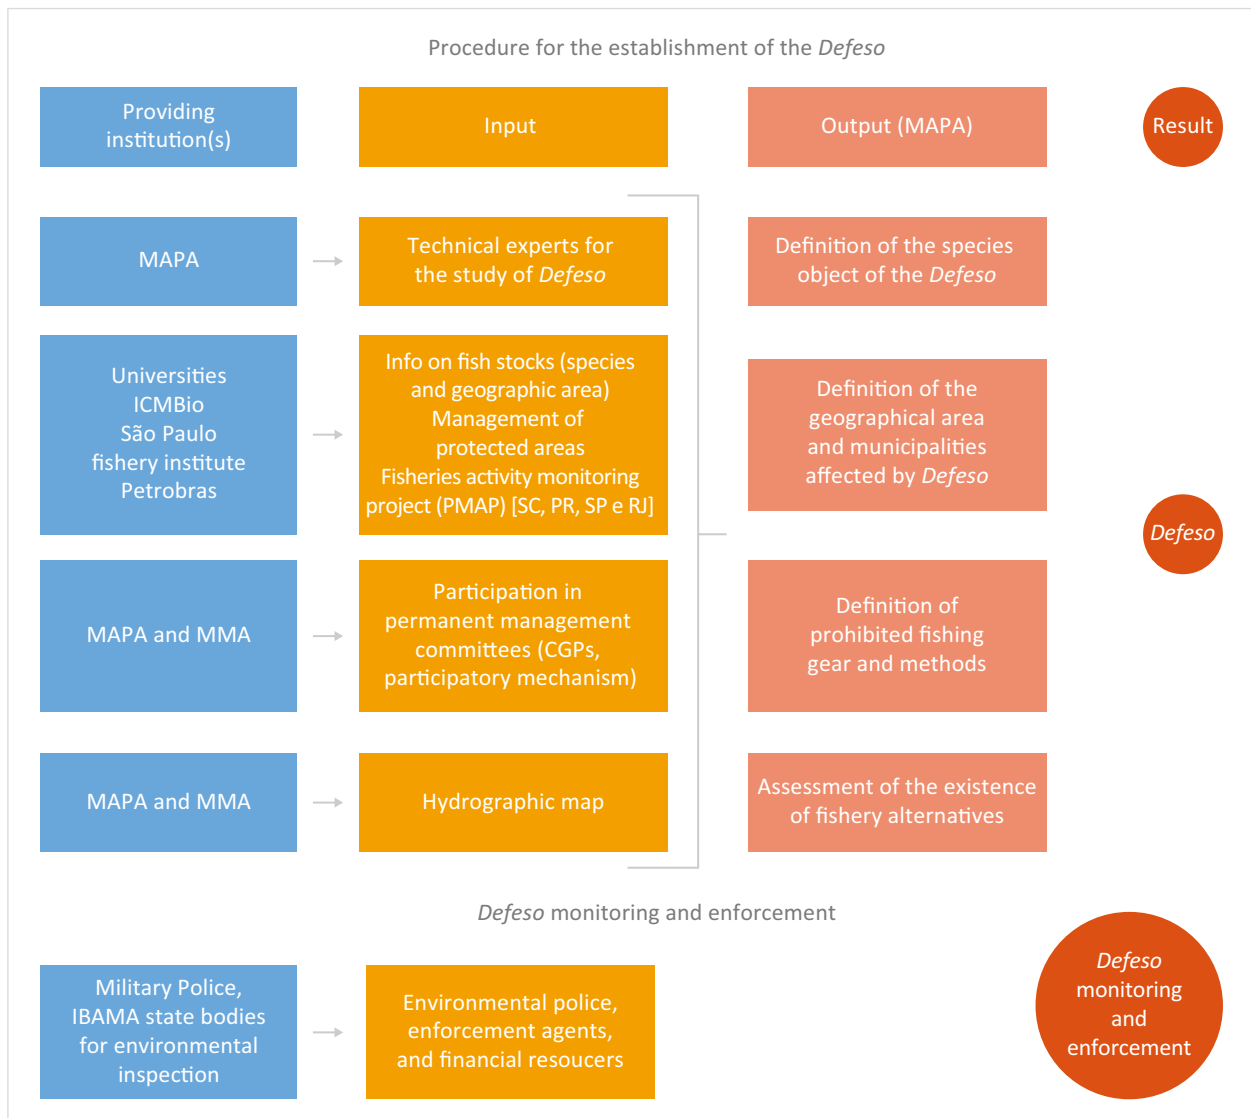 Procedure for the establishment of the Defeso
Providing
institution(s)
Input
Output (MAPA)
Result
MAPA
Technical experts for
the study of Defeso
Definition of the species
object of the Defeso
Universities
ICMBio
São Paulo
fishery institute
Petrobras
Info on fish stocks (species
and geographic area)
Management of
protected areas
Fisheries activity monitoring
project (PMAP) [SC, PR, SP e RJ]
Definition of the
geographical area
and municipalities
affected by Defeso
Defeso
MAPA and MMA
Participation in
permanent management
committees (CGPs,
participatory mechanism)
Definition of
prohibited fishing
gear and methods
MAPA and MMA
Hydrographic map
Assessment of the existence
of fishery alternatives
Defeso monitoring and enforcement
Military Police,
IBAMA state bodies
for environmental
inspection
Environmental police,
enforcement agents,
and financial resoucers
Defeso
monitoring
and
enforcement